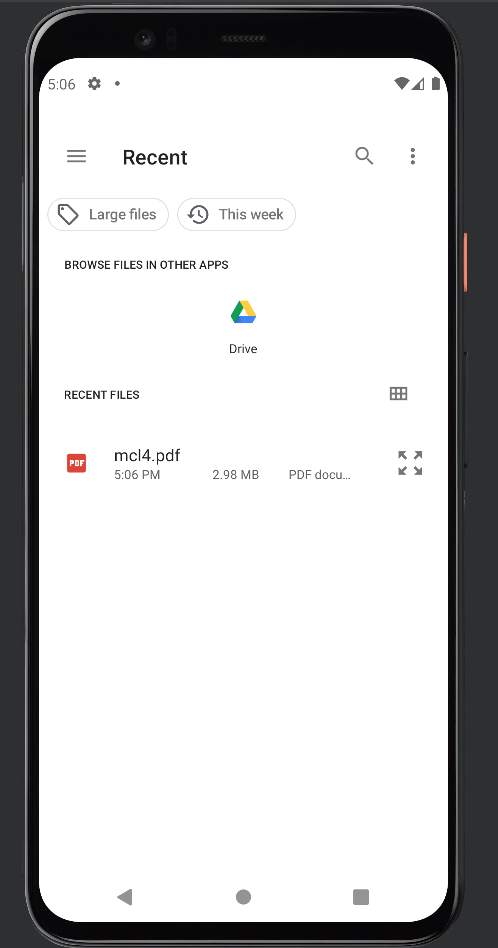 5:06
Recent
Large files
This week
BROWSE FILES IN OTHER APPS
Drive
RECENT FILES
PDF
mcl4.pdf
5:06 PM 2.98 MB PDF docu...